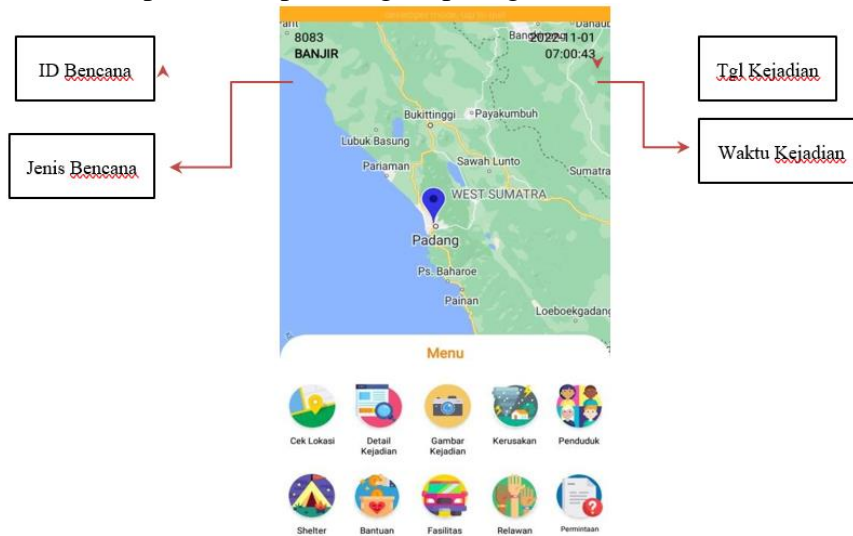 8083
BANJIR
2022-11-01
07:00:43
ID Bencana
Jenis Bencana
Tgl Kejadian
Waktu Kejadian
Bukittinggi
Payakumbuh
Lubuk Basung
Pariaman
Sawah Lunto
Sumatra
WEST SUMATRA
Padang
Ps. Baharoe
Painan
Loeboekgadang
Menu
Cek Lokasi
Detail
Kejadian
Gambar
Kejadian
Kerusakan
Penduduk
Shelter
Bantuan
Fasilitas
Relawan
Permintaan